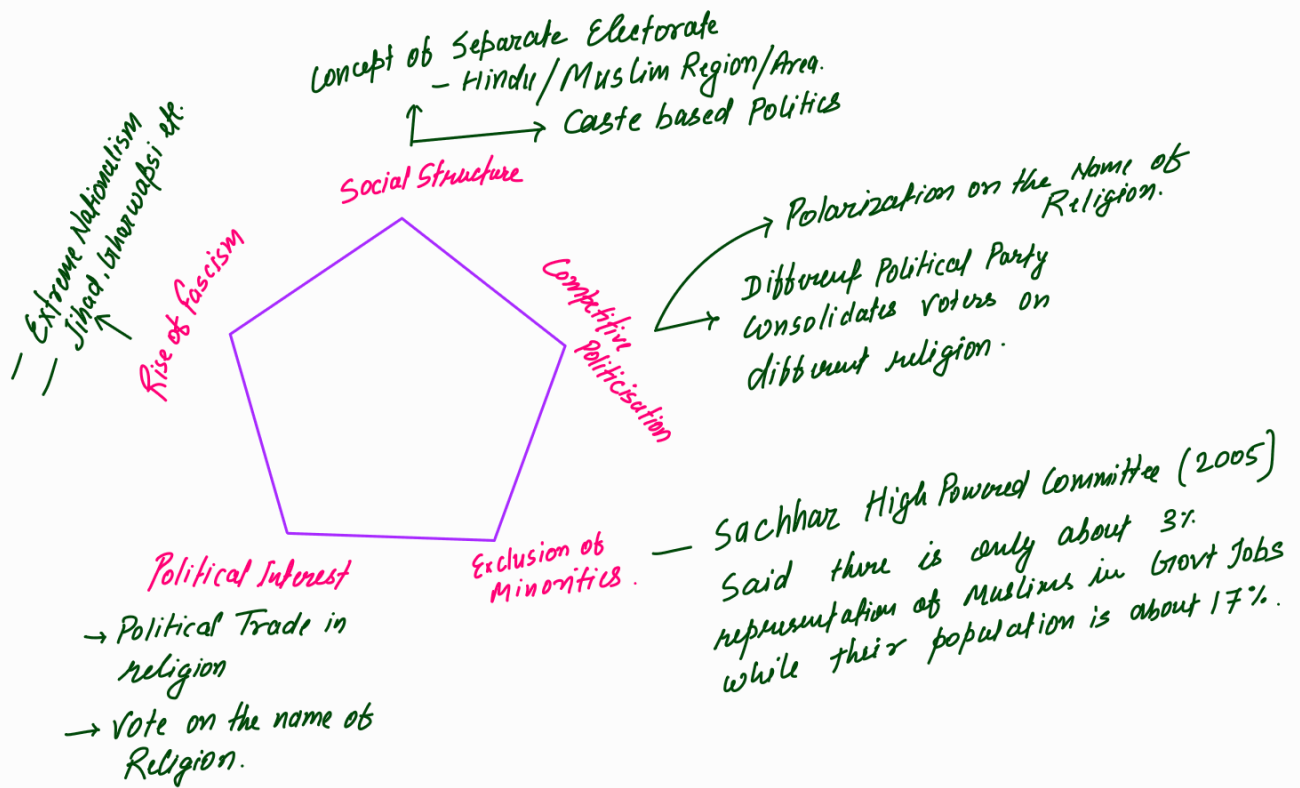 Concept of Separate Electorate
- Hindu/Muslim Region/Area.
Caste based Politics
Social Structure
- Extreme Nationalism
- Jihad, Gharwapsi etc.
Rise of Fascism
Competitive
Politicisation
Polarization on the Name of
Religion.
Different Political Party
Consolidates voters on
different religion.
Exclusion of
Minorities.
- Sachhar High Powered Committee (2005)
Said there is only about 3%
representation of Muslims in Govt Jobs
while their population is about 17%.
Political Interest
→ Political Trade in
religion
→ Vote on the name of
Religion.